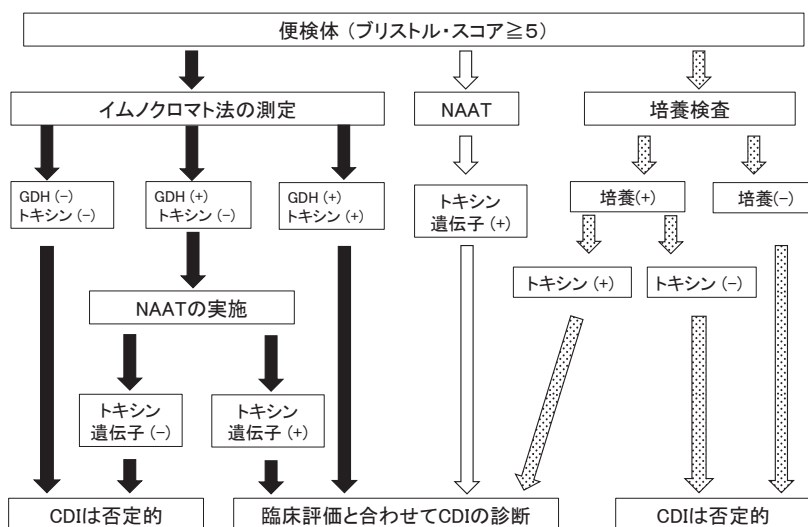 便検体 (ブリストル・スコア≧5)
イムノクロマト法の測定
NAAT
培養検査
GDH (−)
トキシン (−)
GDH (+)
トキシン (−)
GDH (+)
トキシン (+)
トキシン
遺伝子 (+)
培養(+)
培養(−)
トキシン (+)
トキシン (−)
NAATの実施
トキシン
遺伝子 (−)
トキシン
遺伝子 (+)
CDIは否定的
臨床評価と合わせてCDIの診断
CDIは否定的